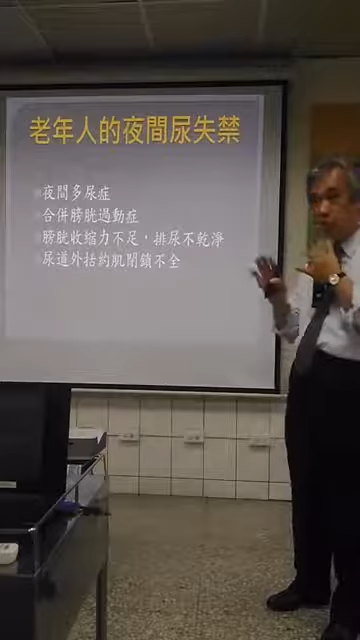 老年人的夜間尿失禁
夜間多尿症
合併膀胱過動症
膀胱收縮力不足，排尿不乾淨
尿道外括約肌閉鎖不全